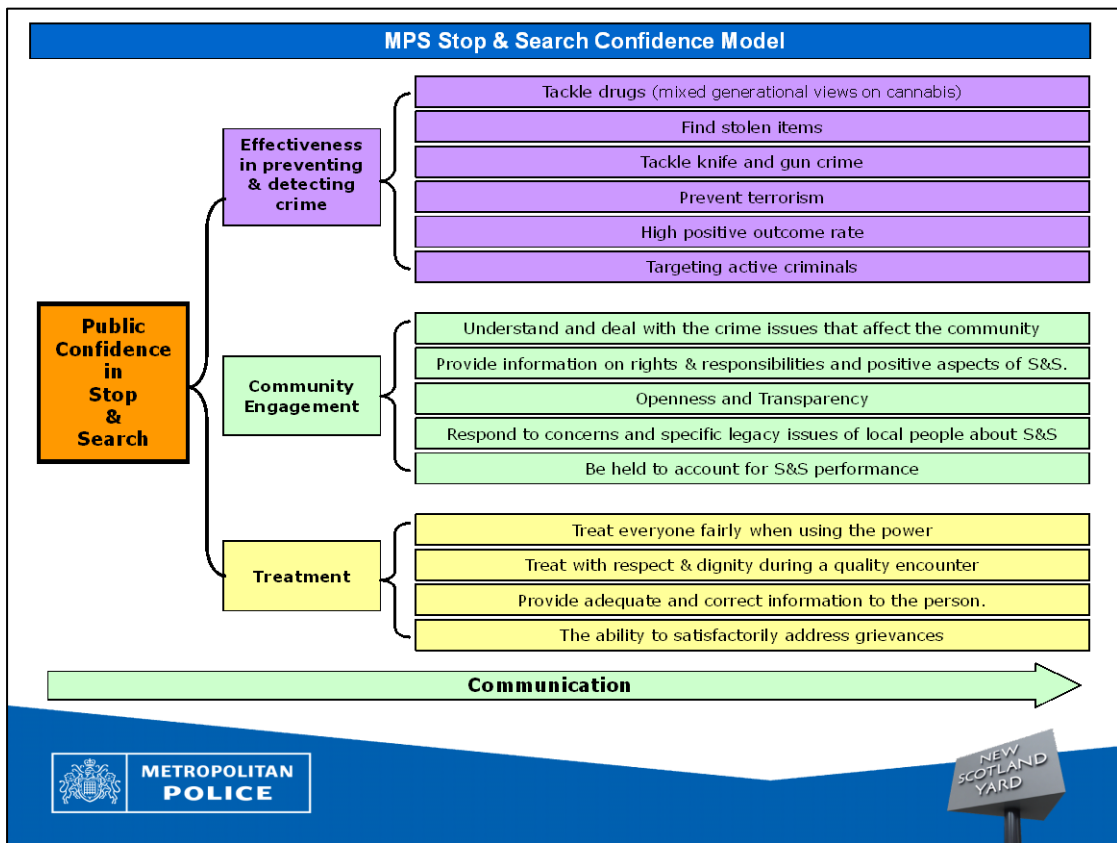 MPS Stop & Search Confidence Model
Public
Confidence
in
Stop
&
Search
Effectiveness
in preventing
& detecting
crime
Tackle drugs (mixed generational views on cannabis)
Find stolen items
Tackle knife and gun crime
Prevent terrorism
High positive outcome rate
Targeting active criminals
Community
Engagement
Understand and deal with the crime issues that affect the community
Provide information on rights & responsibilities and positive aspects of S&S.
Openness and Transparency
Respond to concerns and specific legacy issues of local people about S&S
Be held to account for S&S performance
Treatment
Treat everyone fairly when using the power
Treat with respect & dignity during a quality encounter
Provide adequate and correct information to the person.
The ability to satisfactorily address grievances
Communication
METROPOLITAN
POLICE
NEW
SCOTLAND
YARD